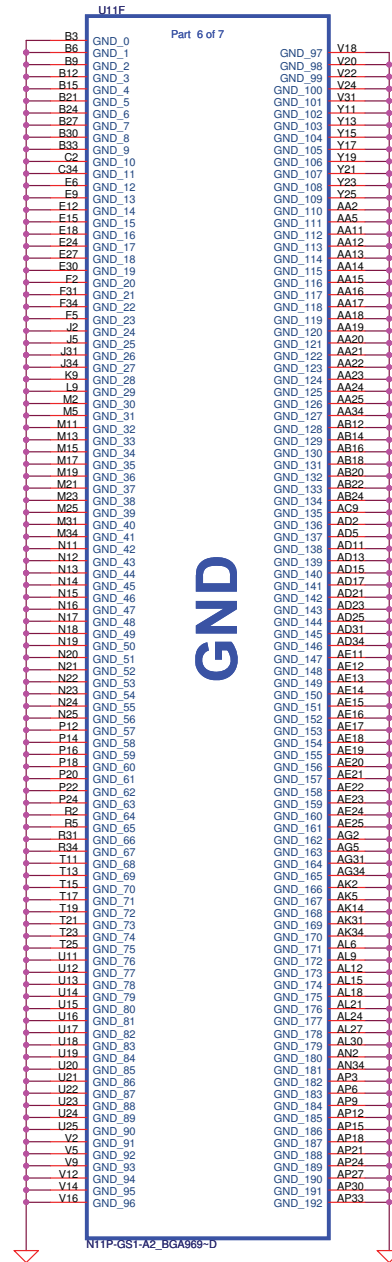 U11F
Part 6 of 7
B3 GND_0
B6 GND_1
B9 GND_2
B12 GND_3
B15 GND_4
B21 GND_5
B24 GND_6
B27 GND_7
B30 GND_8
B33 GND_9
C2 GND_10
C34 GND_11
E6 GND_12
E9 GND_13
E12 GND_14
E15 GND_15
E18 GND_16
E24 GND_17
E27 GND_18
E30 GND_19
F2 GND_20
F31 GND_21
F34 GND_22
F5 GND_23
J2 GND_24
J5 GND_25
J31 GND_26
J34 GND_27
K9 GND_28
L9 GND_29
M2 GND_30
M5 GND_31
M11 GND_32
M13 GND_33
M15 GND_34
M17 GND_35
M19 GND_36
M21 GND_37
M23 GND_38
M25 GND_39
M31 GND_40
M34 GND_41
N11 GND_42
N12 GND_43
N13 GND_44
N14 GND_45
N15 GND_46
N16 GND_47
N17 GND_48
N18 GND_49
N19 GND_50
N20 GND_51
N21 GND_52
N22 GND_53
N23 GND_54
N24 GND_55
N25 GND_56
P12 GND_57
P14 GND_58
P16 GND_59
P18 GND_60
P20 GND_61
P22 GND_62
P24 GND_63
R2 GND_64
R5 GND_65
R31 GND_66
R34 GND_67
T11 GND_68
T13 GND_69
T15 GND_70
T17 GND_71
T19 GND_72
T21 GND_73
T23 GND_74
T25 GND_75
U11 GND_76
U12 GND_77
U13 GND_78
U14 GND_79
U15 GND_80
U16 GND_81
U17 GND_82
U18 GND_83
U19 GND_84
U20 GND_85
U21 GND_86
U22 GND_87
U23 GND_88
U24 GND_89
U25 GND_90
V2 GND_91
V5 GND_92
V9 GND_93
V12 GND_94
V14 GND_95
V16 GND_96
GND
GND_97 V18
GND_98 V20
GND_99 V22
GND_100 V24
GND_101 V31
GND_102 Y11
GND_103 Y13
GND_104 Y15
GND_105 Y17
GND_106 Y19
GND_107 Y21
GND_108 Y23
GND_109 Y25
GND_110 AA2
GND_111 AA5
GND_112 AA11
GND_113 AA12
GND_114 AA13
GND_115 AA14
GND_116 AA15
GND_117 AA16
GND_118 AA17
GND_119 AA18
GND_120 AA19
GND_121 AA20
GND_122 AA21
GND_123 AA22
GND_124 AA23
GND_125 AA24
GND_126 AA25
GND_127 AA34
GND_128 AB12
GND_129 AB14
GND_130 AB16
GND_131 AB18
GND_132 AB20
GND_133 AB22
GND_134 AB24
GND_135 AC9
GND_136 AD2
GND_137 AD5
GND_138 AD11
GND_139 AD13
GND_140 AD15
GND_141 AD17
GND_142 AD21
GND_143 AD23
GND_144 AD25
GND_145 AD31
GND_146 AD34
GND_147 AE11
GND_148 AE12
GND_149 AE13
GND_150 AE14
GND_151 AE15
GND_152 AE16
GND_153 AE17
GND_154 AE18
GND_155 AE19
GND_156 AE20
GND_157 AE21
GND_158 AE22
GND_159 AE23
GND_160 AE24
GND_161 AE25
GND_162 AG2
GND_163 AG5
GND_164 AG31
GND_165 AG34
GND_166 AK2
GND_167 AK5
GND_168 AK14
GND_169 AK31
GND_170 AK34
GND_171 AL6
GND_172 AL9
GND_173 AL12
GND_174 AL15
GND_175 AL18
GND_176 AL21
GND_177 AL24
GND_178 AL27
GND_179 AL30
GND_180 AN2
GND_181 AN34
GND_182 AP3
GND_183 AP6
GND_184 AP9
GND_185 AP12
GND_186 AP15
GND_187 AP18
GND_188 AP21
GND_189 AP24
GND_190 AP27
GND_191 AP30
GND_192 AP33
N11P-GS1-A2_BGA969~D